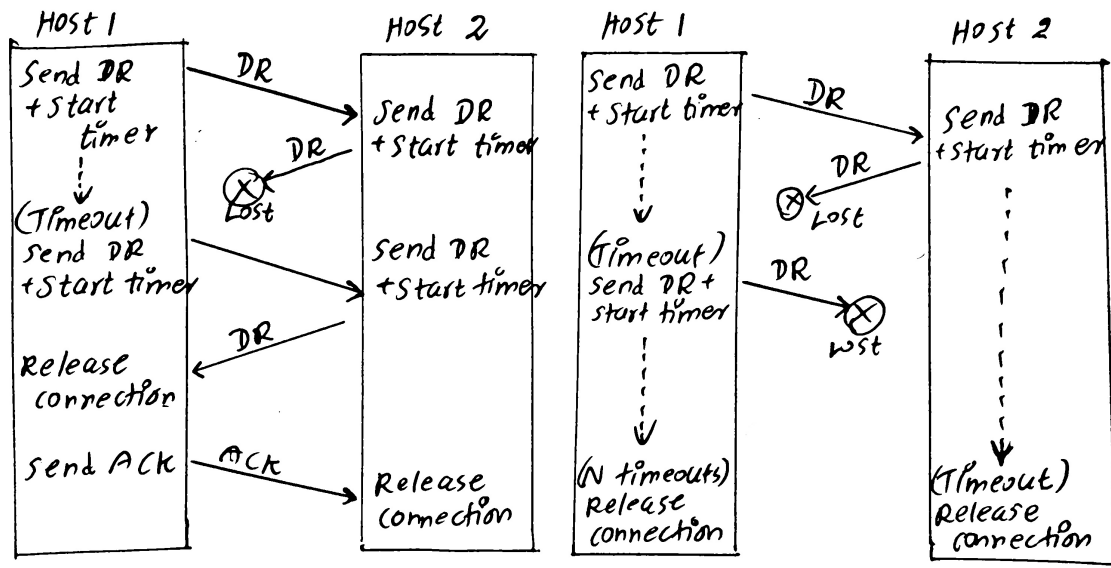 HOST 1
Send DR
+ Start
timer
(Timeout)
send DR
+ Start timer
Release
connection
send ACK
DR
DR
Lost
DR
ACK
HOST 2
Send DR
+ Start timer
Send DR
+ Start timer
Release
connection
HOST 1
Send DR
+ Start timer
(Timeout)
Send DR +
start timer
(N timeouts)
Release
connection
DR
DR
Lost
DR
Lost
HOST 2
Send DR
+ Start timer
(Timeout)
Release
connection